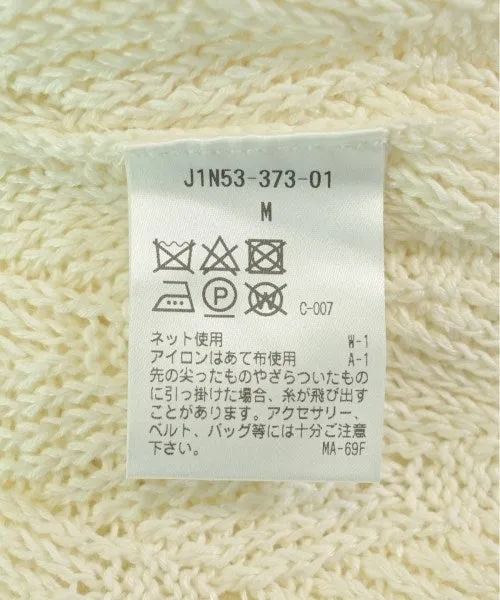 J1N53-373-01
M
P W C-007
ネット使用 W-1
アイロンはあて布使用 A-1
先の尖ったものやざらついたもの
に引っ掛けた場合、糸が飛び出す
ことがあります。アクセサリー、
ベルト、バッグ等には十分ご注意
下さい。 MA-69F